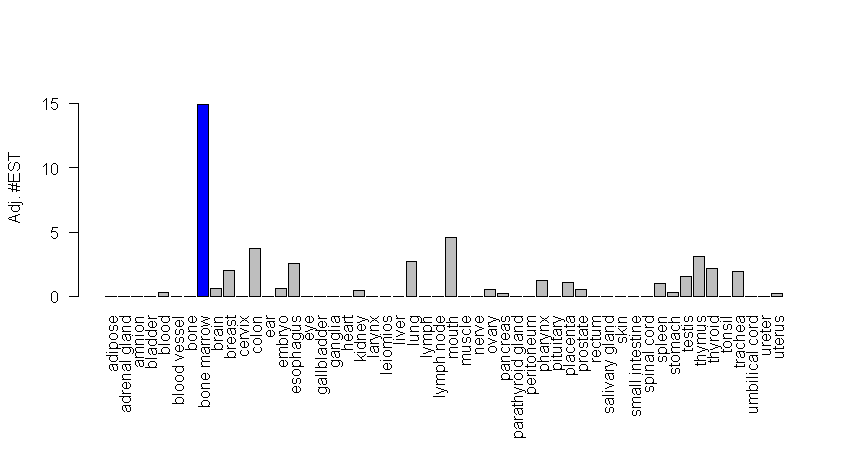 Adj. #EST
15
10
5
0
adipose
adrenal gland
amnion
bladder
blood
blood vessel
bone
bone marrow
brain
breast
cervix
colon
ear
embryo
esophagus
eye
gallbladder
ganglia
heart
kidney
larynx
leiomios
liver
lung
lymph
lymph node
mouth
muscle
nerve
ovary
pancreas
parathyroid gland
peritoneum
pharynx
pituitary
placenta
prostate
rectum
salivary gland
skin
small intestine
spinal cord
spleen
stomach
testis
thymus
thyroid
tonsil
trachea
umbilical cord
ureter
uterus